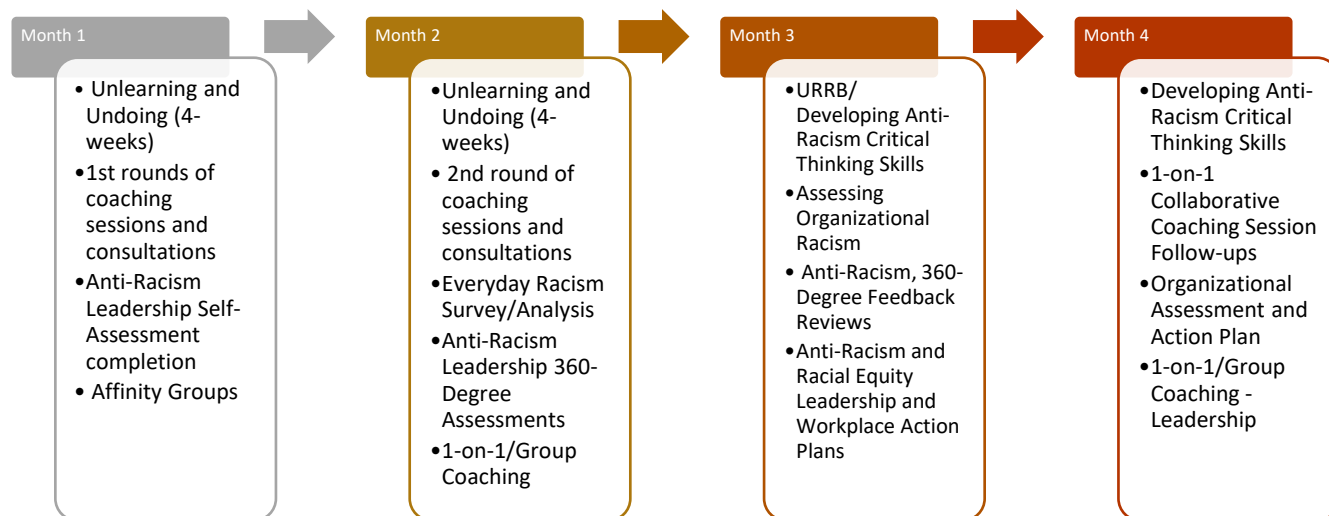 Month 1
• Unlearning and
Undoing (4-
weeks)
•1st rounds of
coaching
sessions and
consultations
•Anti-Racism
Leadership Self-
Assessment
completion
• Affinity Groups
Month 2
•Unlearning and
Undoing (4-
weeks)
• 2nd round of
coaching
sessions and
consultations
•Everyday Racism
Survey/Analysis
•Anti-Racism
Leadership 360-
Degree
Assessments
•1-on-1/Group
Coaching
Month 3
•URRB/
Developing Anti-
Racism Critical
Thinking Skills
•Assessing
Organizational
Racism
• Anti-Racism, 360-
Degree Feedback
Reviews
•Anti-Racism and
Racial Equity
Leadership and
Workplace Action
Plans
Month 4
•Developing Anti-
Racism Critical
Thinking Skills
•1-on-1
Collaborative
Coaching Session
Follow-ups
•Organizational
Assessment and
Action Plan
•1-on-1/Group
Coaching -
Leadership